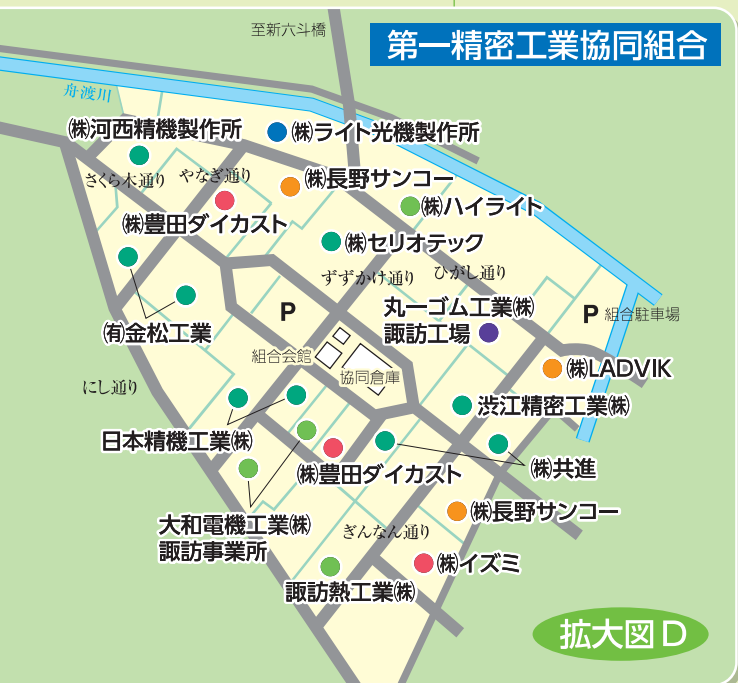 至新六斗橋
第一精密工業協同組合
舟渡川
㈱河西精機製作所
㈱ライト光機製作所
さくら木通り
やなぎ通り
㈱長野サンコー
㈱豊田ダイカスト
㈱ハイライト
㈱セリオテック
ずずかけ通り
ひがし通り
P
丸一ゴム工業㈱
諏訪工場
P 組合駐車場
㈲金松工業
組合会館
協同倉庫
㈱LADVIK
にし通り
渋江精密工業㈱
日本精機工業㈱
㈱豊田ダイカスト
㈱共進
㈱長野サンコー
大和電機工業㈱
諏訪事業所
ぎんなん通り
㈱イズミ
諏訪熱工業㈱
拡大図 D